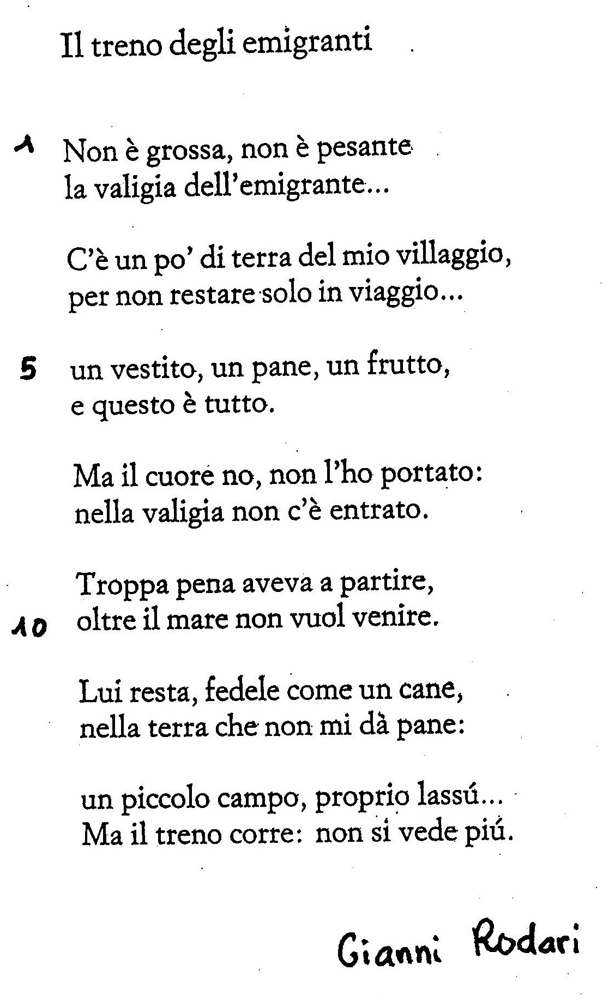 Il treno degli emigranti
1 Non è grossa, non è pesante
la valigia dell'emigrante...
C'è un po' di terra del mio villaggio,
per non restare solo in viaggio...
5 un vestito, un pane, un frutto,
e questo è tutto.
Ma il cuore no, non l'ho portato:
nella valigia non c'è entrato.
Troppa pena aveva a partire,
10 oltre il mare non vuol venire.
Lui resta, fedele come un cane,
nella terra che non mi dà pane:
un piccolo campo, proprio lassú...
Ma il treno corre: non si vede piú.
Gianni Rodari